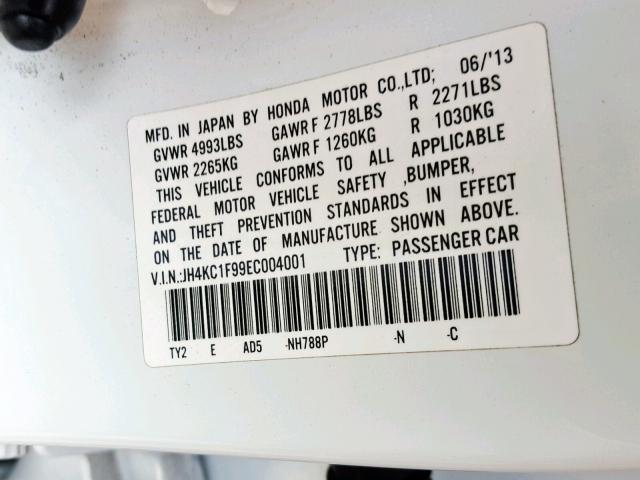 MFD. IN JAPAN BY HONDA MOTOR CO.,LTD; 06/'13
GVWR 4993LBS GAWR F 2778LBS R 2271LBS
GVWR 2265KG GAWR F 1260KG R 1030KG
THIS VEHICLE CONFORMS TO ALL APPLICABLE
FEDERAL MOTOR VEHICLE SAFETY ,BUMPER,
AND THEFT PREVENTION STANDARDS IN EFFECT
ON THE DATE OF MANUFACTURE SHOWN ABOVE.
V.I.N.:JH4KC1F99EC004001 TYPE: PASSENGER CAR
TY2 E AD5 -NH788P -N -C